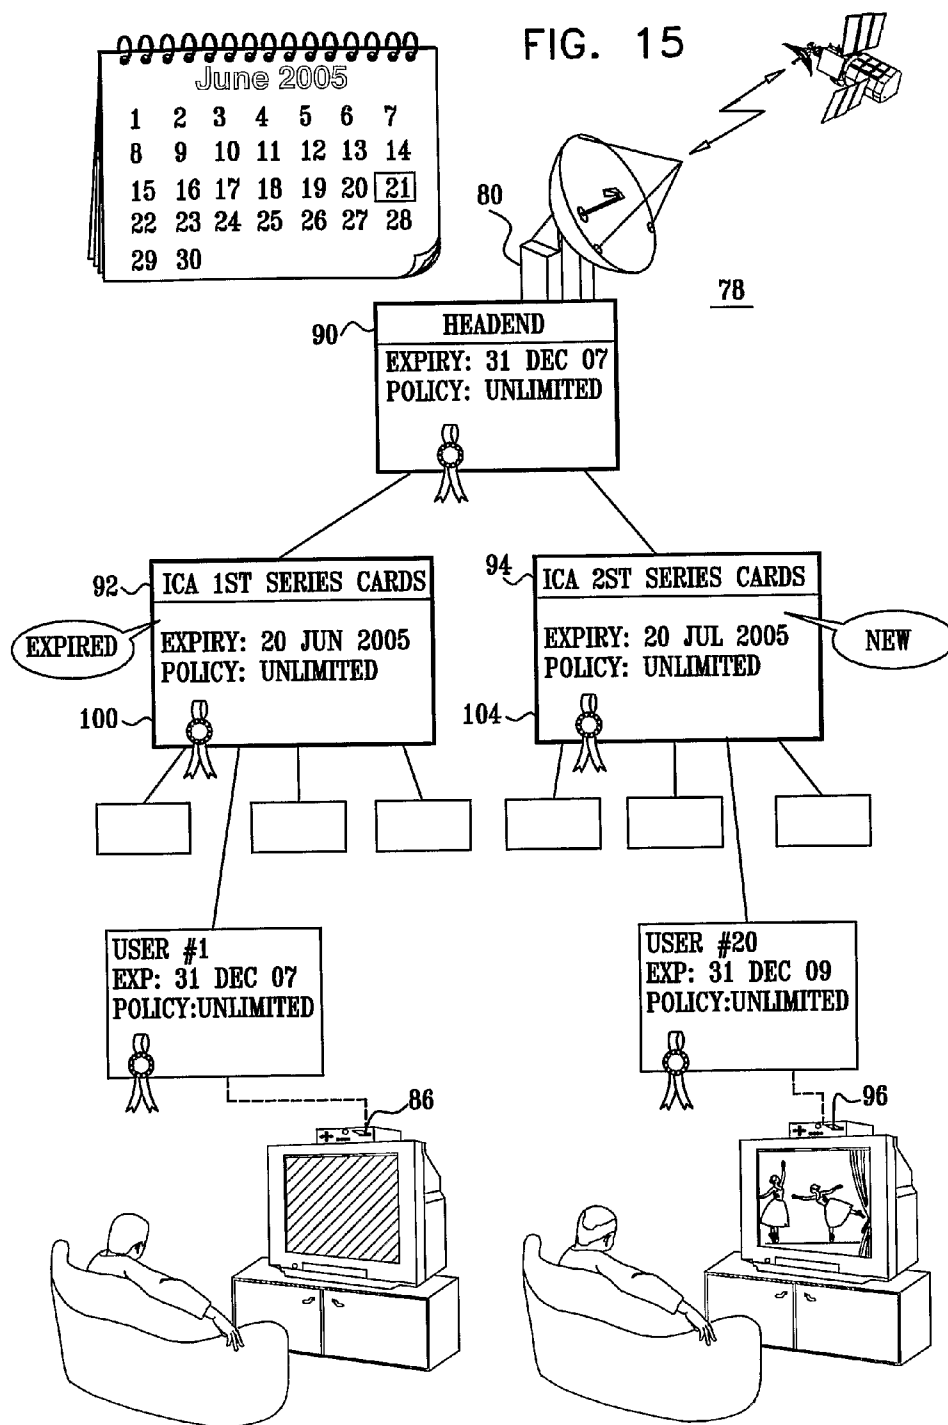 FIG. 15
June 2005
1 2 3 4 5 6 7
8 9 10 11 12 13 14
15 16 17 18 19 20 21
22 23 24 25 26 27 28
29 30
80
78
90
HEADEND
EXPIRY: 31 DEC 07
POLICY: UNLIMITED
92
ICA 1ST SERIES CARDS
EXPIRED
EXPIRY: 20 JUN 2005
POLICY: UNLIMITED
100
94
ICA 2ST SERIES CARDS
NEW
EXPIRY: 20 JUL 2005
POLICY: UNLIMITED
104
USER #1
EXP: 31 DEC 07
POLICY:UNLIMITED
86
USER #20
EXP: 31 DEC 09
POLICY:UNLIMITED
96